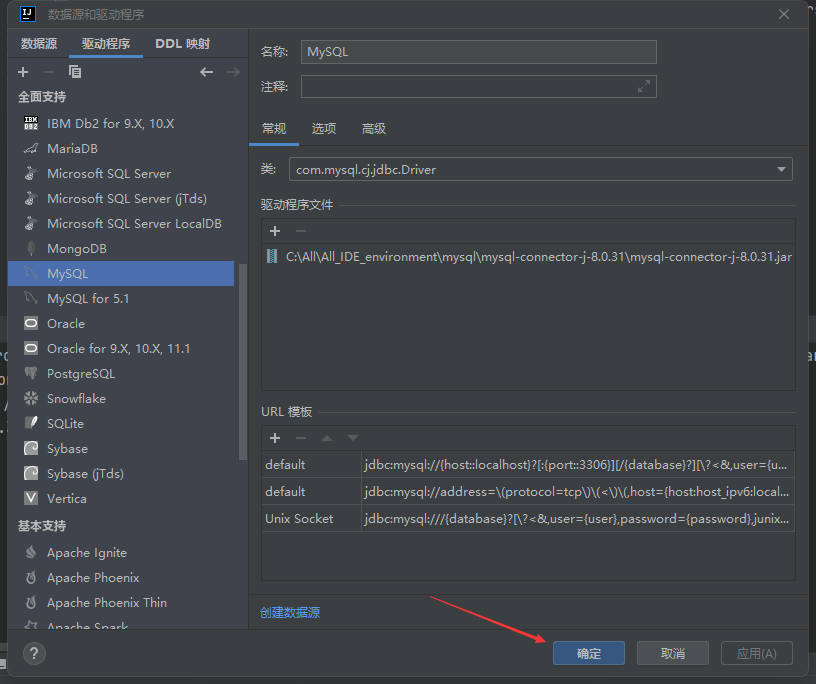 数据源和驱动程序
数据源 驱动程序 DDL 映射
全面支持
IBM Db2 for 9.X, 10.X
MariaDB
Microsoft SQL Server
Microsoft SQL Server (jTds)
Microsoft SQL Server LocalDB
MongoDB
MySQL
MySQL for 5.1
Oracle
Oracle for 9.X, 10.X, 11.1
PostgreSQL
Snowflake
SQLite
Sybase
Sybase (jTds)
Vertica
基本支持
Apache Ignite
Apache Phoenix
Apache Phoenix Thin
Apache Spark
名称: MySQL
注释:
常规 选项 高级
类: com.mysql.cj.jdbc.Driver
驱动程序文件
C:\All\All_IDE_environment\mysql\mysql-connector-j-8.0.31\mysql-connector-j-8.0.31.jar
URL 模板
default jdbc:mysql://{host::localhost}?[:{port::3306}][/{database}?][\?<&,user={u...
default jdbc:mysql://address=\(protocol=tcp\)\(<\)\(,host={host:host_ipv6:local...
Unix Socket jdbc:mysql:///{database}?[\?<&,user={user},password={password},junix...
创建数据源
? 确定 取消 应用(A)